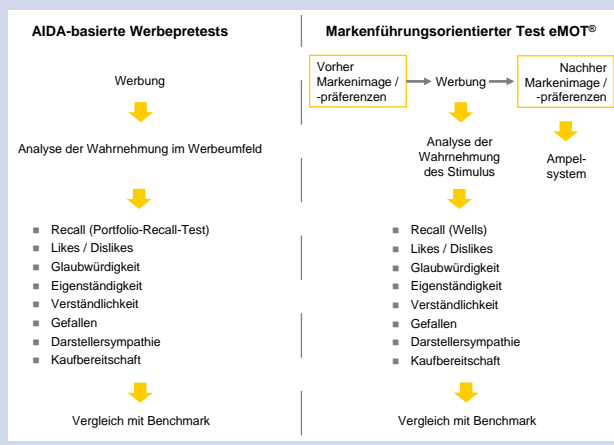 AIDA-basierte Werbepretests
Werbung
Analyse der Wahrnehmung im Werbeumfeld
Recall (Portfolio-Recall-Test)
Likes / Dislikes
Glaubwürdigkeit
Eigenständigkeit
Verständlichkeit
Gefallen
Darstellersympathie
Kaufbereitschaft
Vergleich mit Benchmark
Markenführungsorientierter Test eMOT®
Vorher
Markenimage /
-präferenzen
Werbung
Nachher
Markenimage /
-präferenzen
Analyse der
Wahrnehmung
des Stimulus
Ampel-
system
Recall (Wells)
Likes / Dislikes
Glaubwürdigkeit
Eigenständigkeit
Verständlichkeit
Gefallen
Darstellersympathie
Kaufbereitschaft
Vergleich mit Benchmark